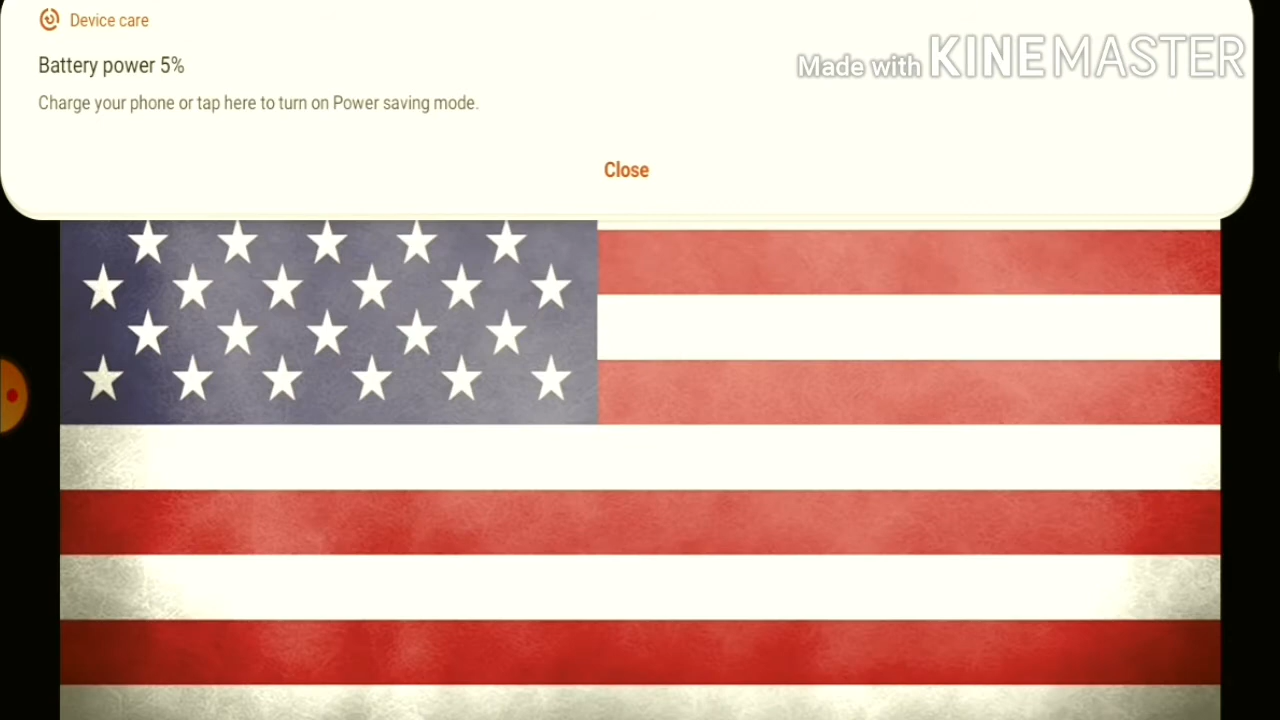 Device care
Made with KINEMASTER
Battery power 5%
Charge your phone or tap here to turn on Power saving mode.
Close